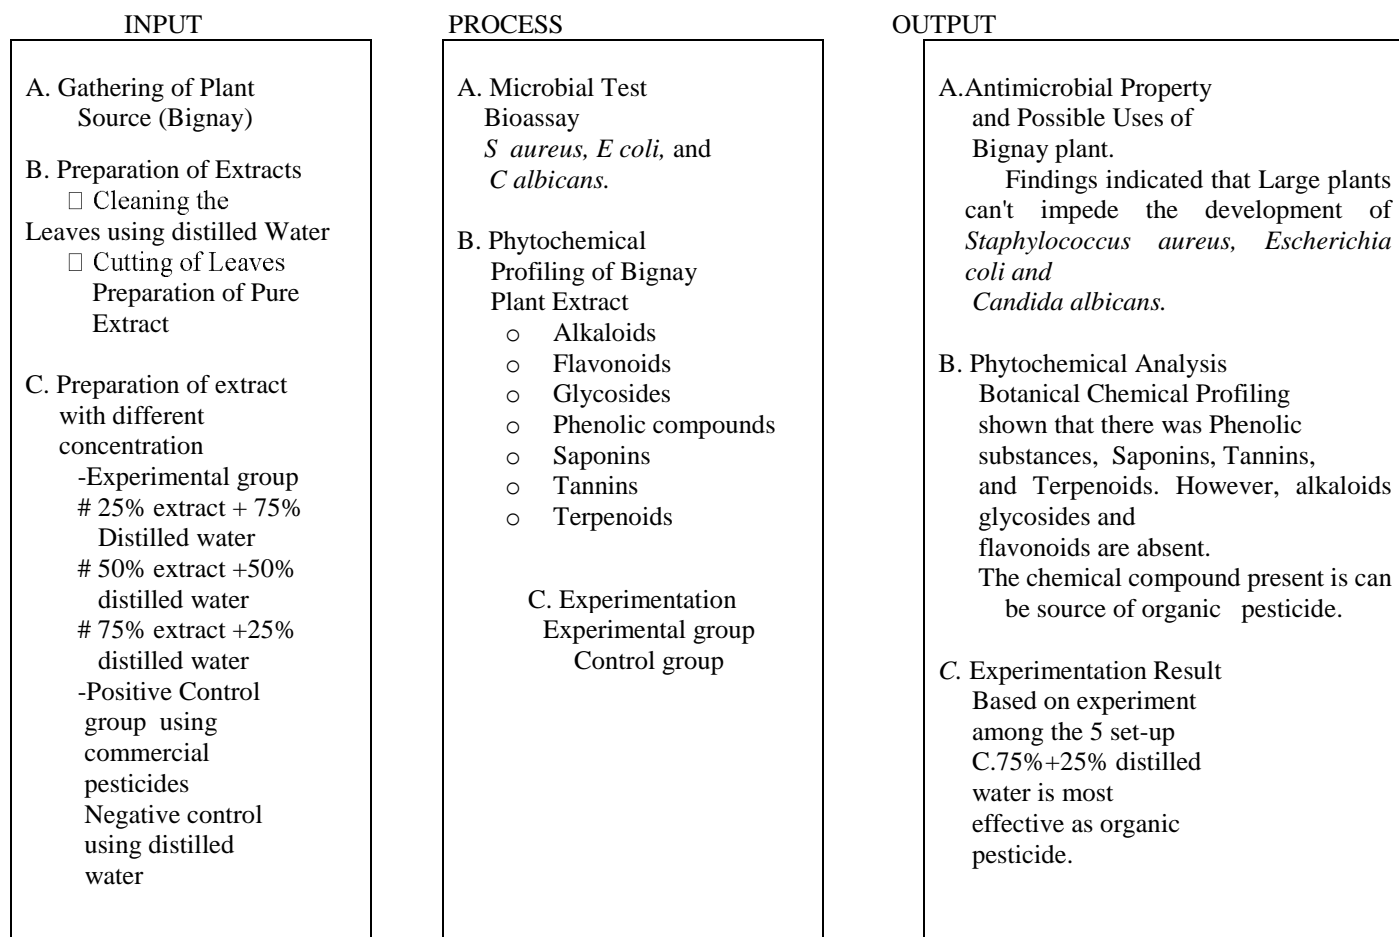 INPUT
A. Gathering of Plant
Source (Bignay)
B. Preparation of Extracts
□ Cleaning the
Leaves using distilled Water
□ Cutting of Leaves
Preparation of Pure
Extract
C. Preparation of extract
with different
concentration
-Experimental group
# 25% extract + 75%
Distilled water
# 50% extract +50%
distilled water
# 75% extract +25%
distilled water
-Positive Control
group using
commercial
pesticides
Negative control
using distilled
water
PROCESS
A. Microbial Test
Bioassay
S aureus, E coli, and
C albicans.
B. Phytochemical
Profiling of Bignay
Plant Extract
o Alkaloids
o Flavonoids
o Glycosides
o Phenolic compounds
o Saponins
o Tannins
o Terpenoids
C. Experimentation
Experimental group
Control group
OUTPUT
A.Antimicrobial Property
and Possible Uses of
Bignay plant.
Findings indicated that Large plants
can't impede the development of
Staphylococcus aureus, Escherichia
coli and
Candida albicans.
B. Phytochemical Analysis
Botanical Chemical Profiling
shown that there was Phenolic
substances, Saponins, Tannins,
and Terpenoids. However, alkaloids
glycosides and
flavonoids are absent.
The chemical compound present is can
be source of organic pesticide.
C. Experimentation Result
Based on experiment
among the 5 set-up
C.75%+25% distilled
water is most
effective as organic
pesticide.